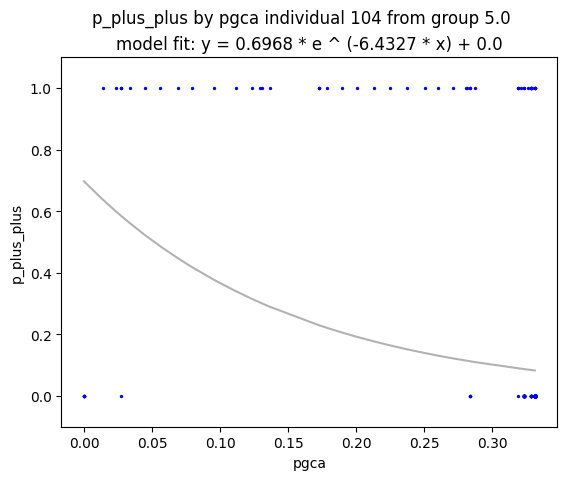 p_plus_plus by pgca individual 104 from group 5.0
model fit: y = 0.6968 * e ^ (-6.4327 * x) + 0.0
1.0
0.8
0.6
0.4
0.2
0.0
p_plus_plus
0.00 0.05 0.10 0.15 0.20 0.25 0.30
pgca